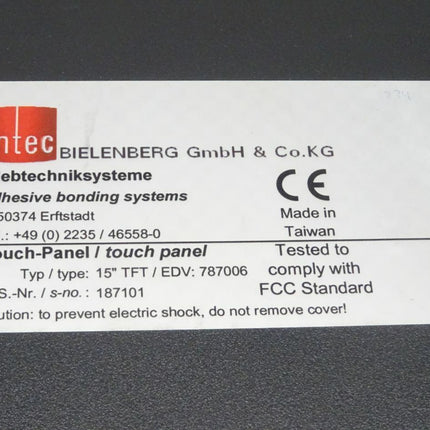 ntec BIELENBERG GmbH & Co.KG
ebtechniksysteme
dhesive bonding systems
50374 Erftstadt
.: +49 (0) 2235 / 46558-0
Made in
Taiwan
ouch-Panel / touch panel
Typ / type: 15" TFT / EDV: 787006
S.-Nr. / s-no.: 187101
Tested to
comply with
FCC Standard
ution: to prevent electric shock, do not remove cover!